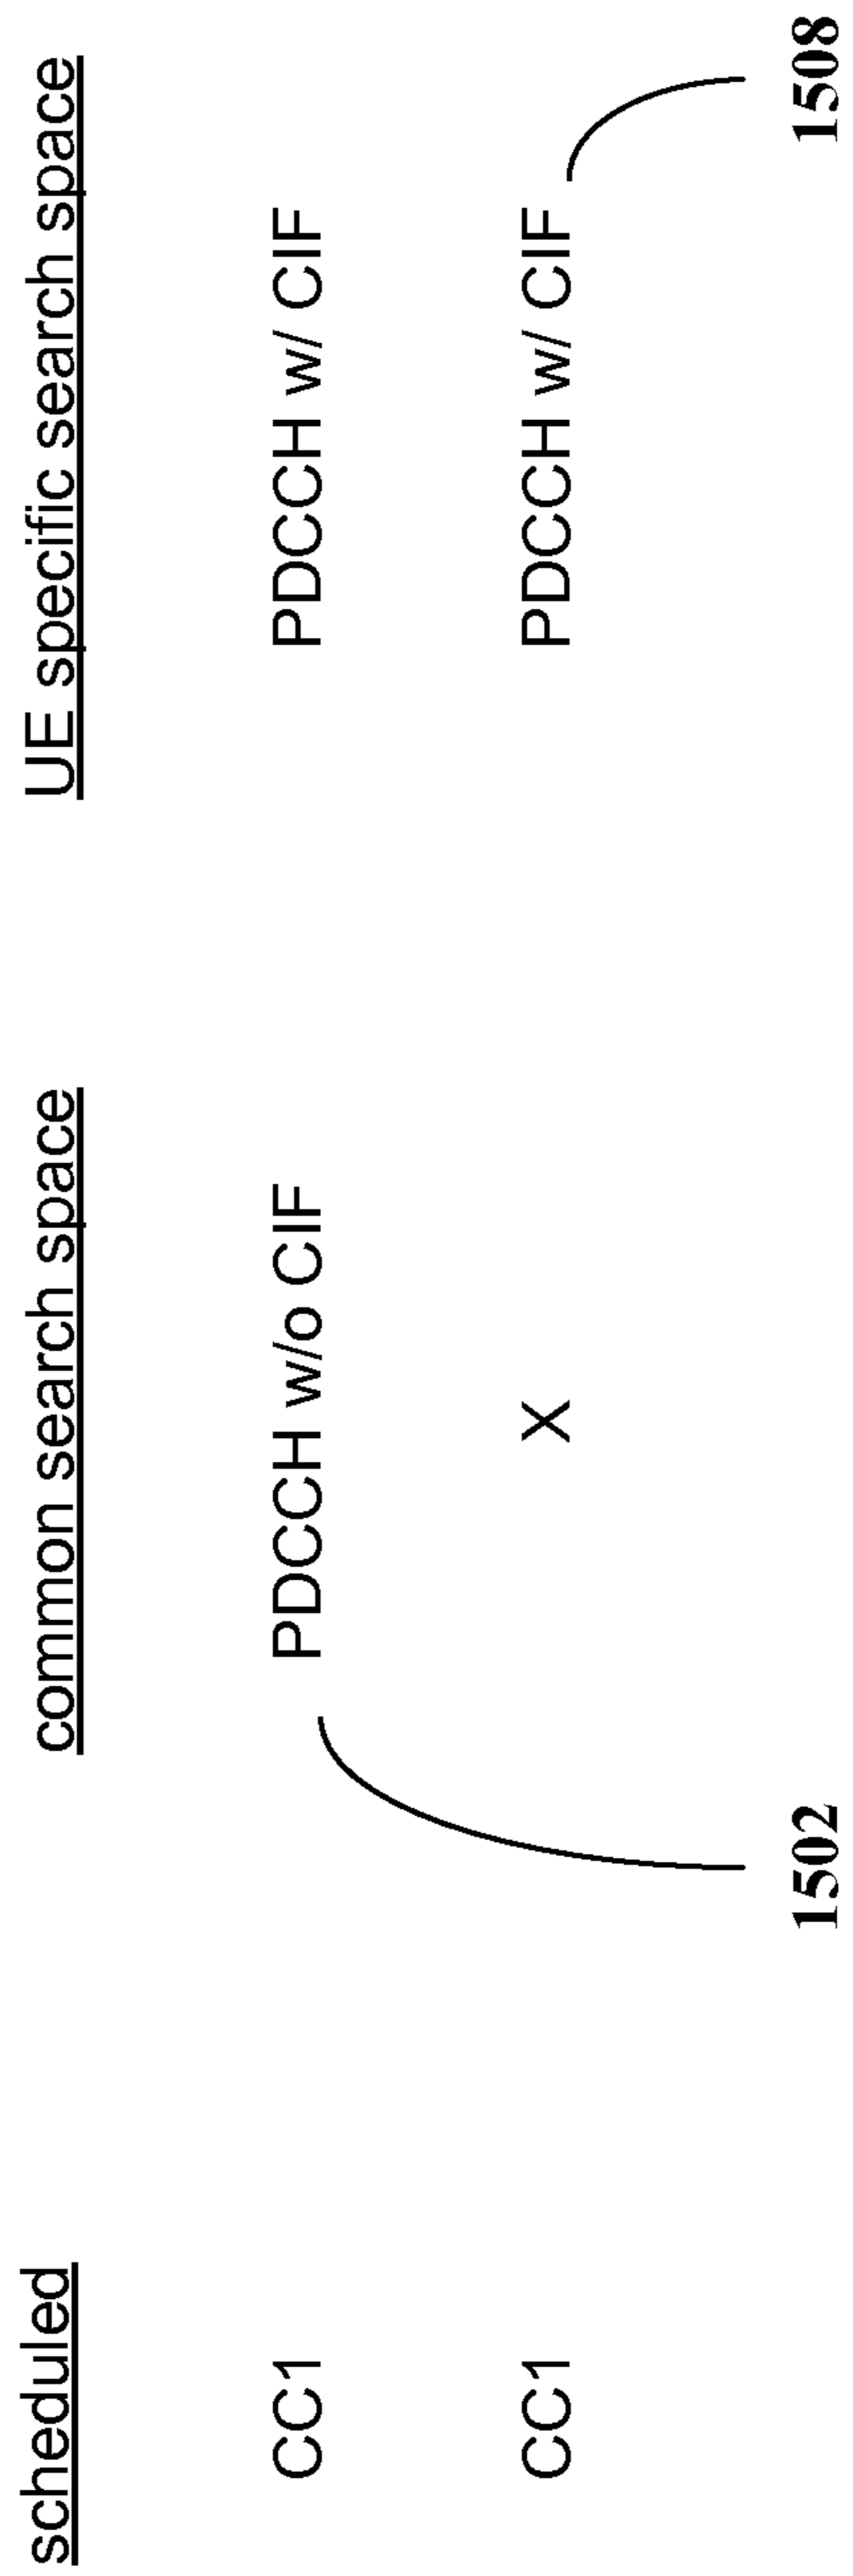 scheduled common search space UE specific search space
CC1 PDCCH w/o CIF PDCCH w/ CIF
CC1 X PDCCH w/ CIF
1502 1508